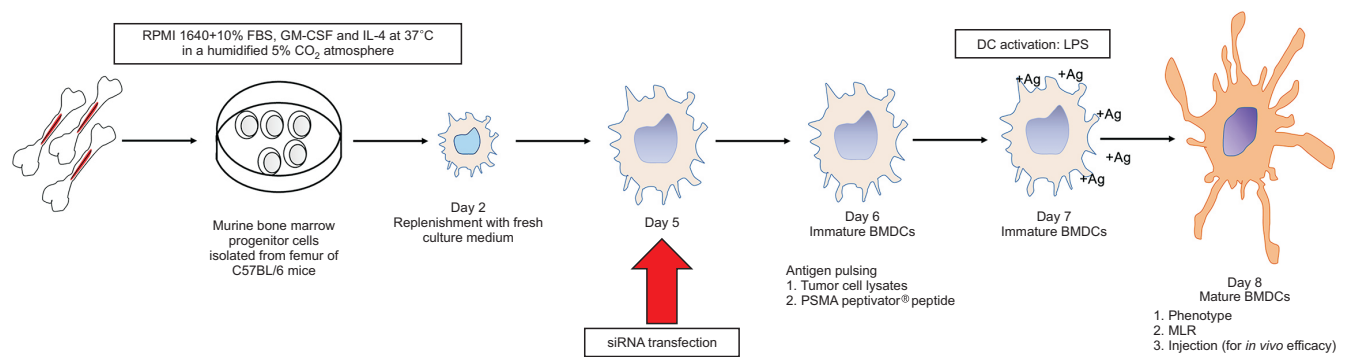 RPMI 1640+10% FBS, GM-CSF and IL-4 at 37˚C
in a humidified 5% CO₂ atmosphere
DC activation: LPS
+Ag
+Ag
+Ag
+Ag
+Ag
Murine bone marrow
progenitor cells
isolated from femur of
C57BL/6 mice
Day 2
Replenishment with fresh
culture medium
Day 5
siRNA transfection
Day 6
Immature BMDCs
Antigen pulsing
1. Tumor cell lysates
2. PSMA peptivator® peptide
Day 7
Immature BMDCs
Day 8
Mature BMDCs
1. Phenotype
2. MLR
3. Injection (for in vivo efficacy)